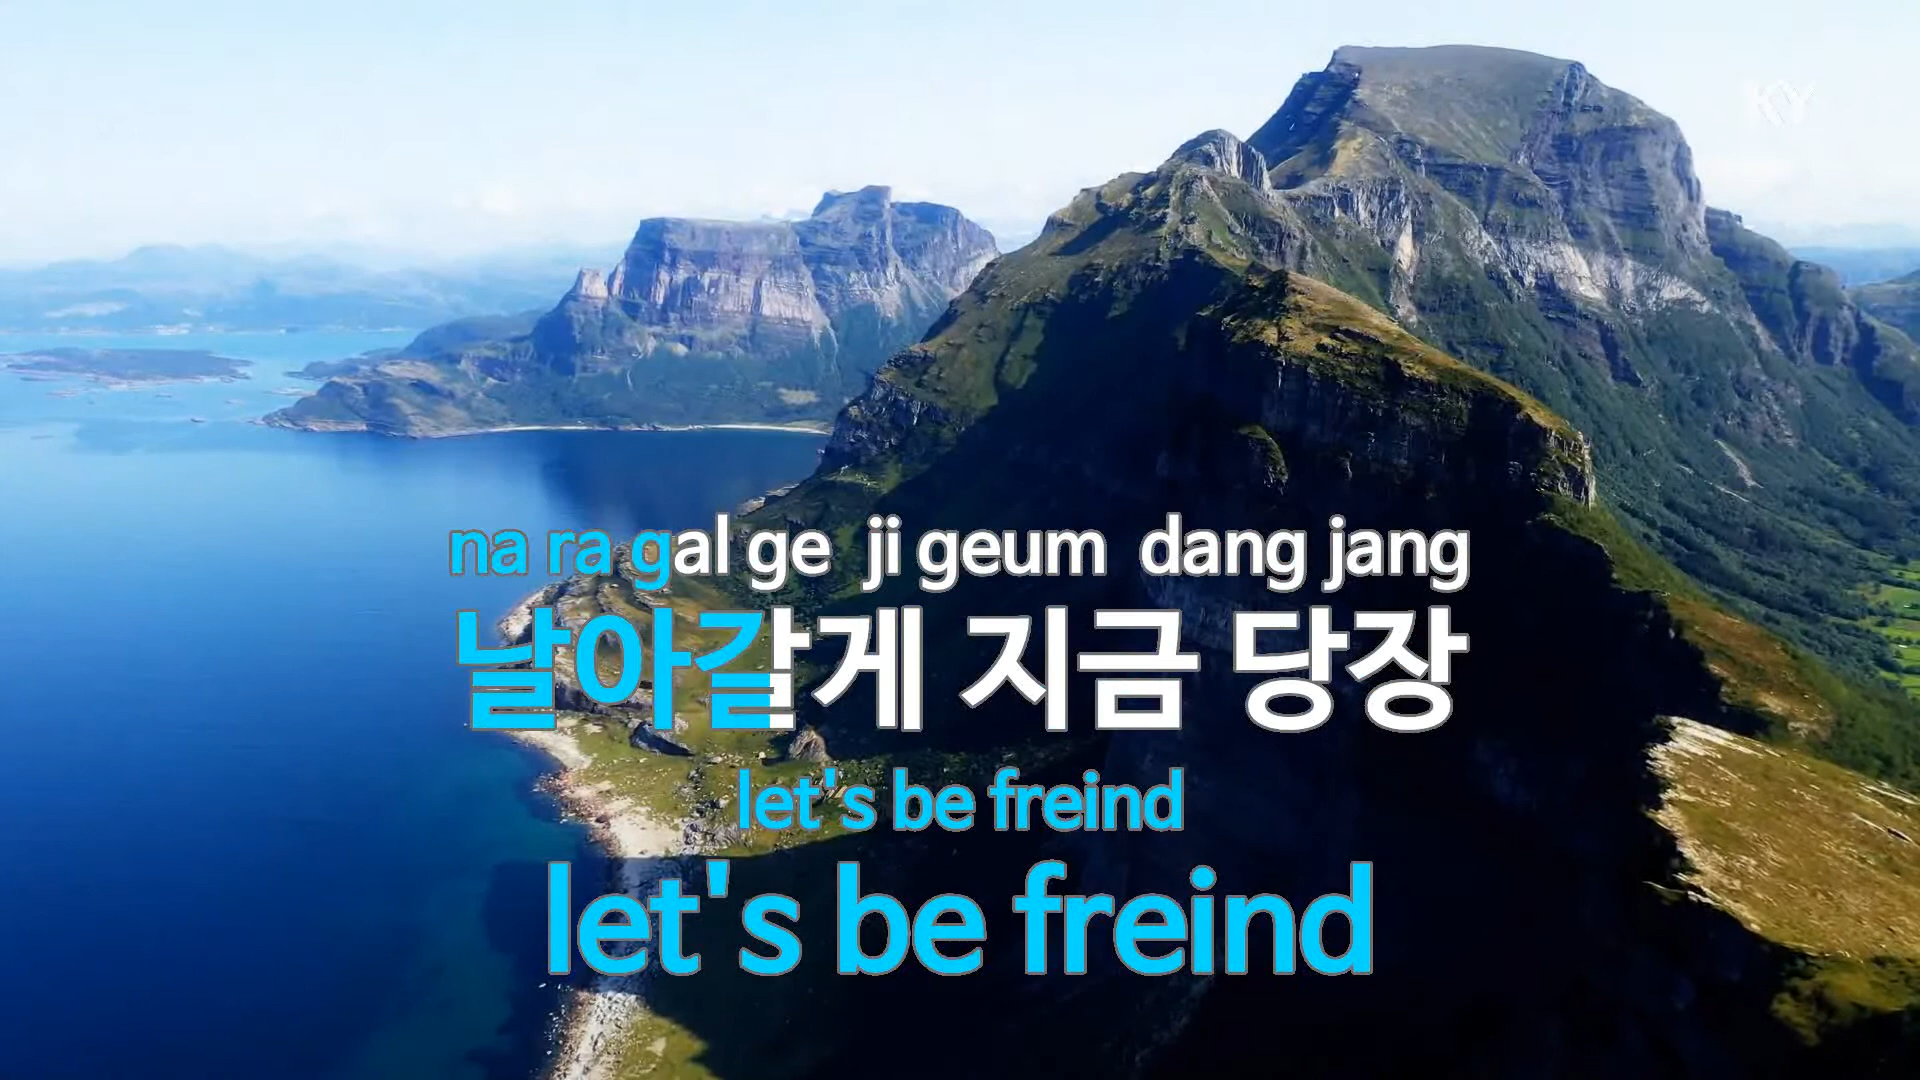 KY
na ra gal ge ji geum dang jang
날아갈게 지금 당장
let's be freind
let's be freind